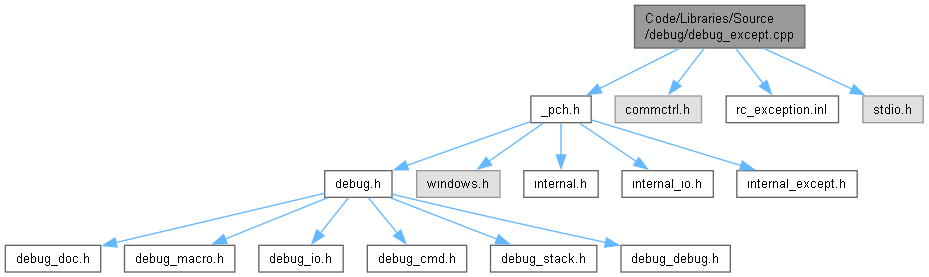 Code/Libraries/Source
/debug/debug_except.cpp
_pch.h
commctrl.h
rc_exception.inl
stdio.h
debug.h
windows.h
internal.h
internal_io.h
internal_except.h
debug_doc.h
debug_macro.h
debug_io.h
debug_cmd.h
debug_stack.h
debug_debug.h